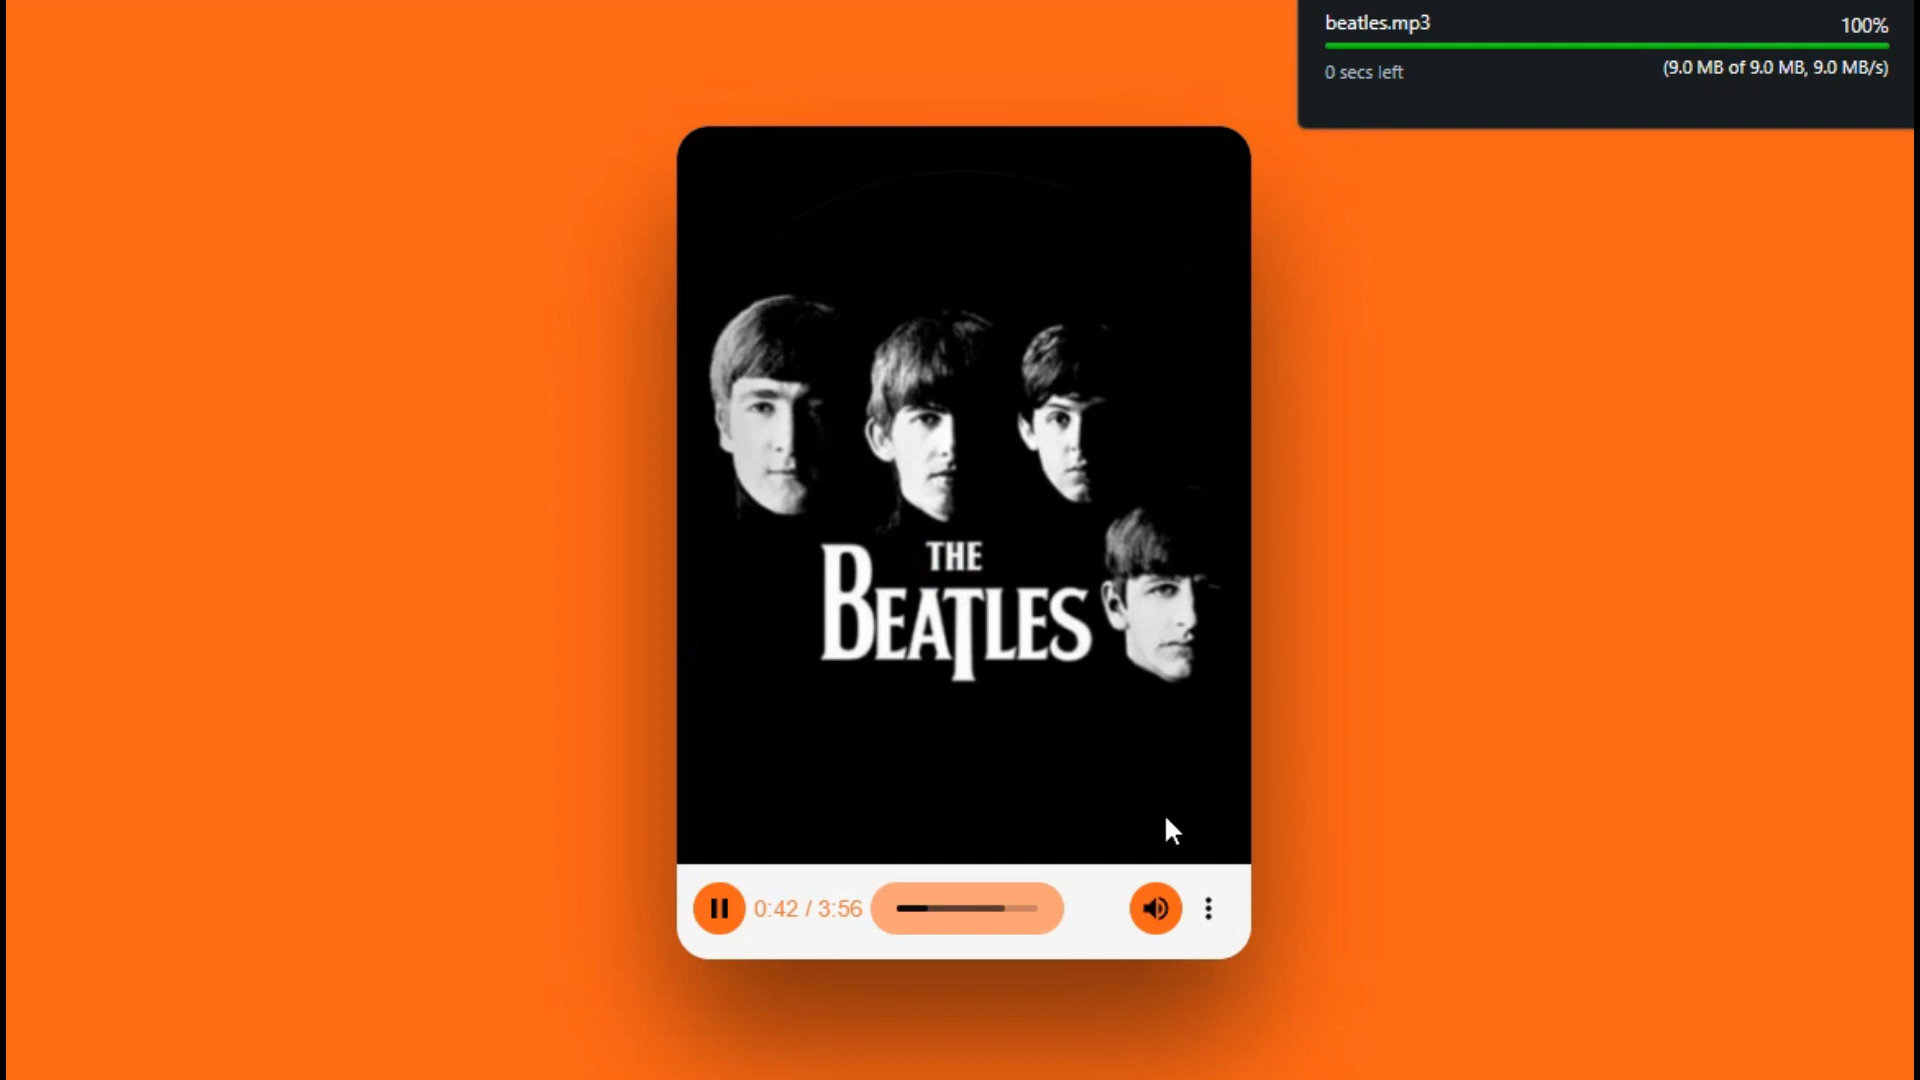 beatles.mp3
100%
0 secs left
(9.0 MB of 9.0 MB, 9.0 MB/s)
THE
BEATLES
0:42 / 3:56